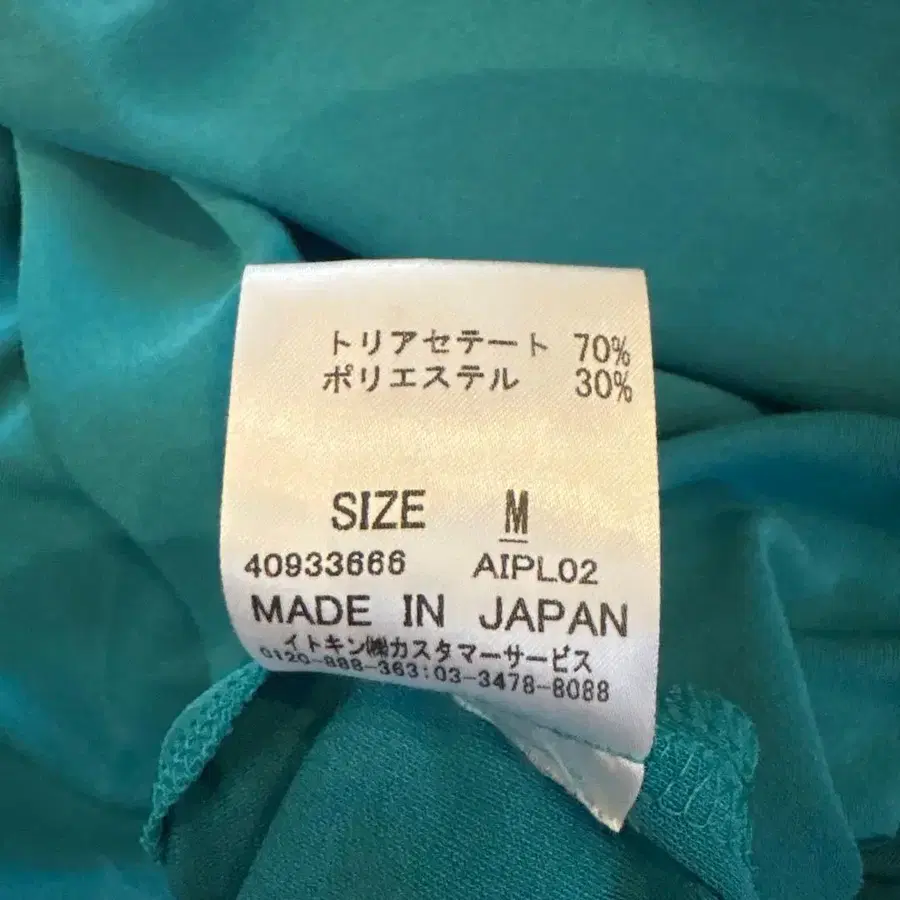 トリアセテート 70%
ポリエステル 30%
SIZE M
40933666 AIPL02
MADE IN JAPAN
イトキン㈱カスタマーサービス
0120-888-363:03-3478-8088